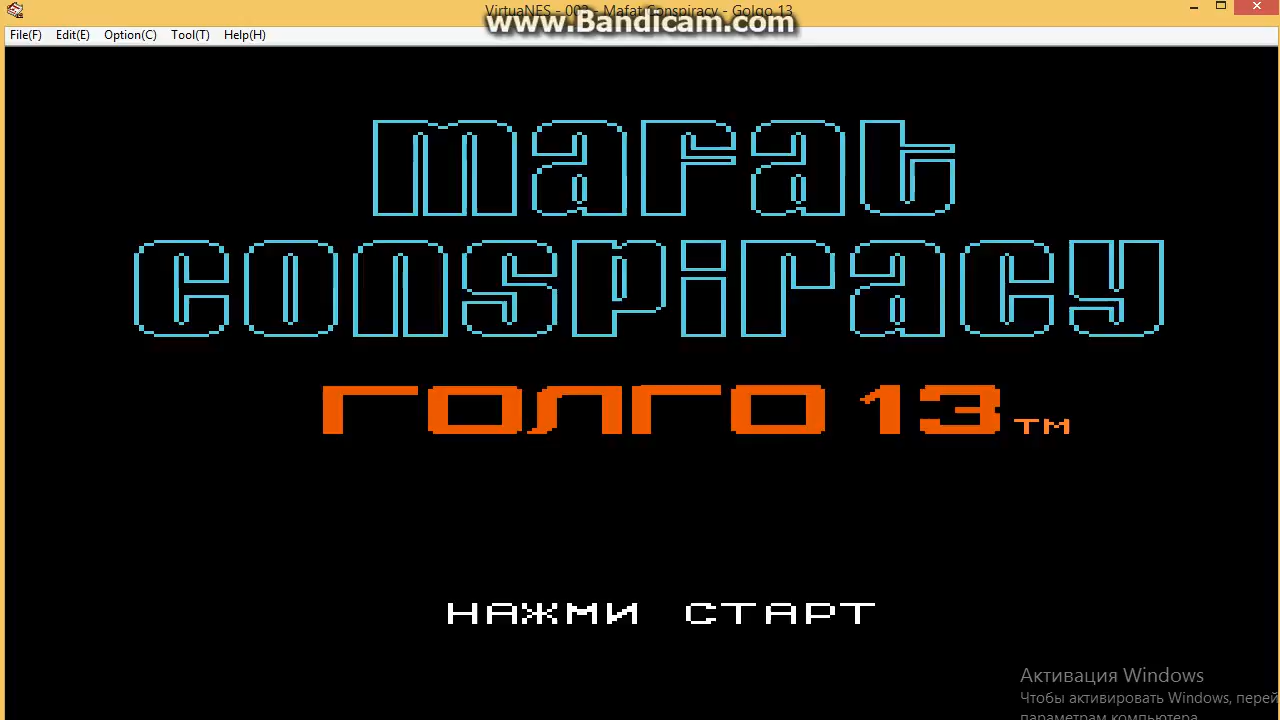 VirtuaNES - 002 - Mafat Conspiracy - Golgo 13
www.Bandicam.com
File(F) Edit(E) Option(C) Tool(T) Help(H)
mafat
conspiracy
ГОЛГО 13 TM
НАЖМИ СТАРТ
Активация Windows
Чтобы активировать Windows, перей
параметрам компьютера